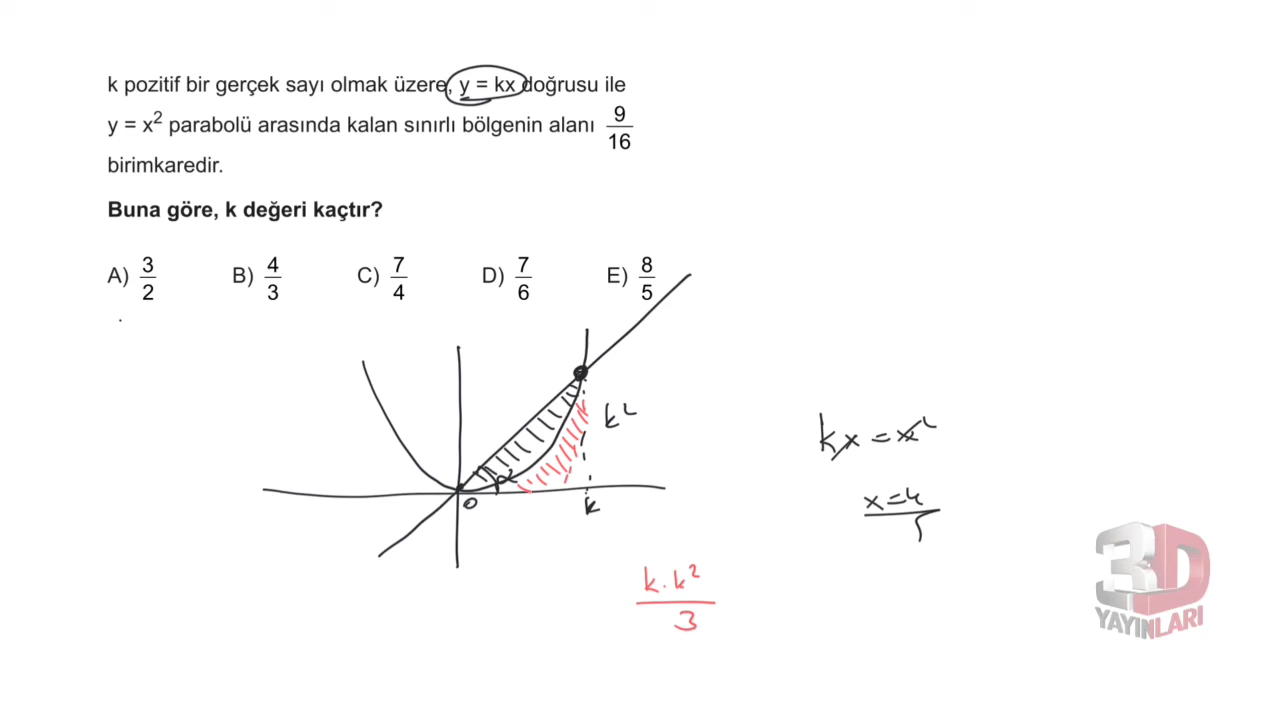 k pozitif bir gerçek sayı olmak üzere, y = kx doğrusu ile
y = x² parabolü arasında kalan sınırlı bölgenin alanı 9/16
birimkaredir.
Buna göre, k değeri kaçtır?
A) 3/2 B) 4/3 C) 7/4 D) 7/6 E) 8/5
k²
kx = x²
x = k
0 k
k . k² / 3
3D
YAYINLARI